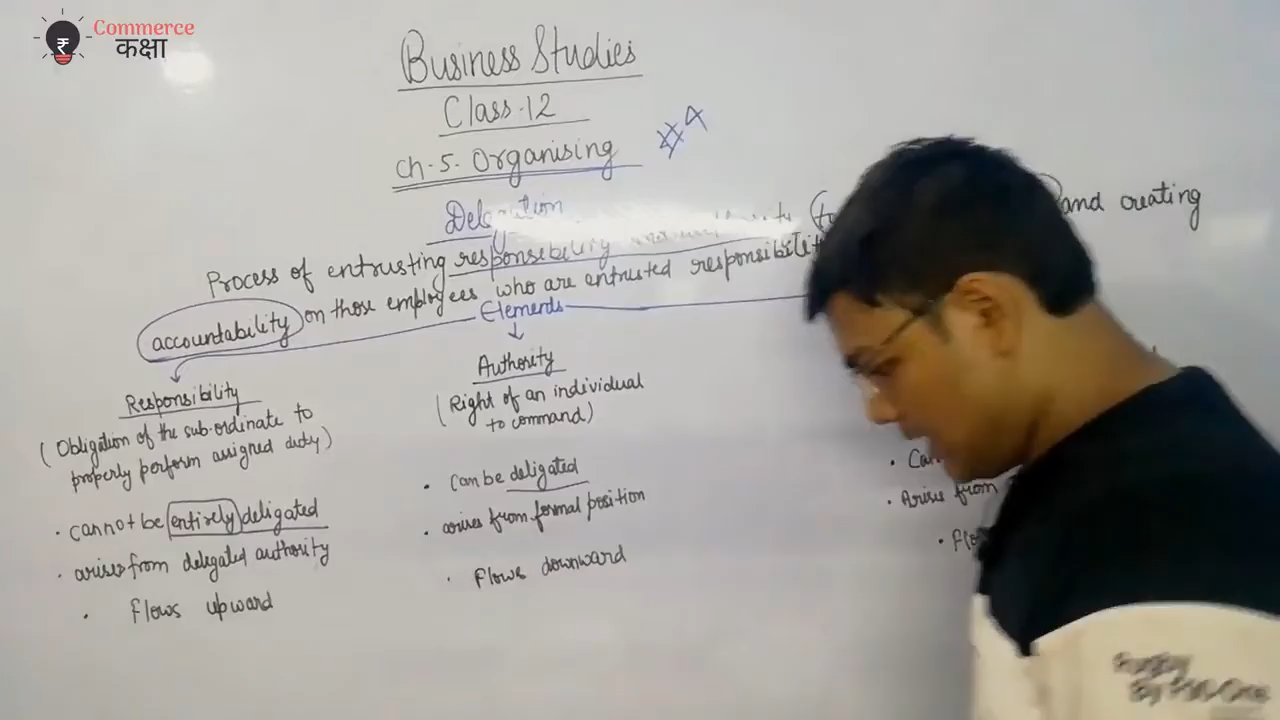 Commerce
कक्षा
Business Studies
Class-12
Ch-5- Organising #4
Delegation
Process of entrusting responsibility and creating
accountability on those employees who are entrusted responsibilit
Elements
Responsibility
(Obligation of the sub-ordinate to
properly perform assigned duty)
• cannot be entirely deligated
• arises from delegated authority
• flows upward
Authority
(Right of an individual
to command)
• Can be deligated
• arises from formal position
• Flows downward
• Can
• Arise from
• Flo